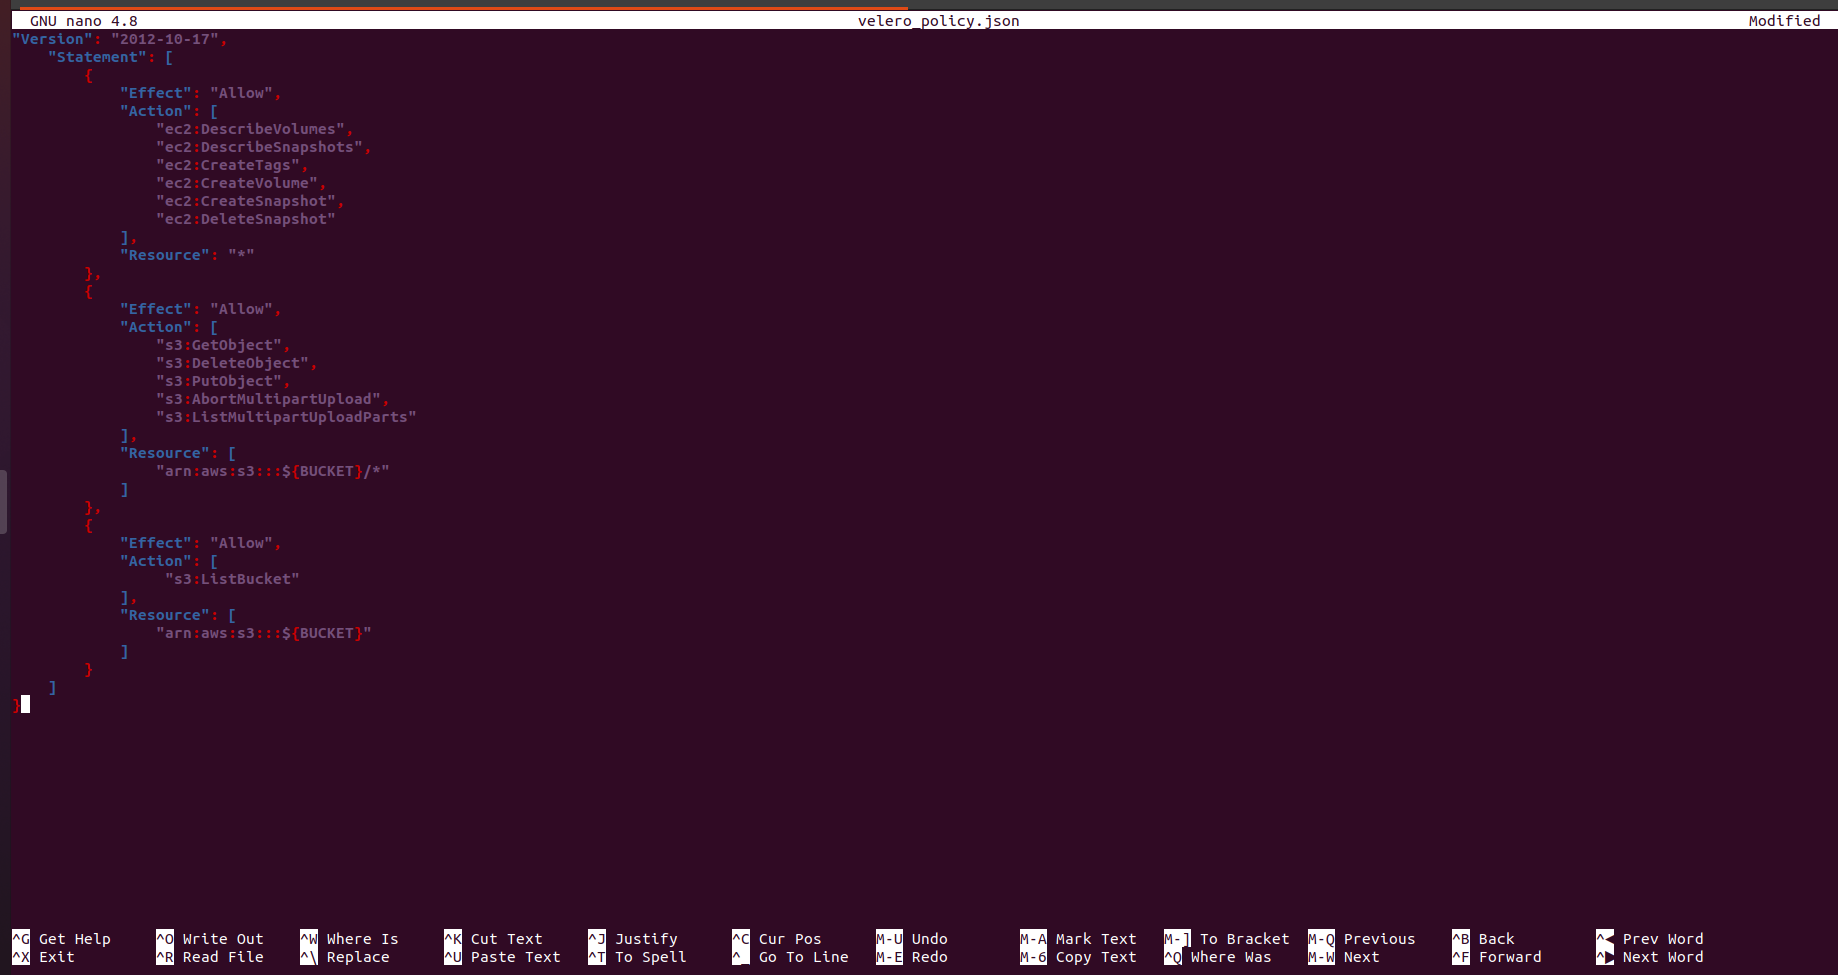 GNU nano 4.8 velero_policy.json Modified
"Version": "2012-10-17",
    "Statement": [
        {
            "Effect": "Allow",
            "Action": [
                "ec2:DescribeVolumes",
                "ec2:DescribeSnapshots",
                "ec2:CreateTags",
                "ec2:CreateVolume",
                "ec2:CreateSnapshot",
                "ec2:DeleteSnapshot"
            ],
            "Resource": "*"
        },
        {
            "Effect": "Allow",
            "Action": [
                "s3:GetObject",
                "s3:DeleteObject",
                "s3:PutObject",
                "s3:AbortMultipartUpload",
                "s3:ListMultipartUploadParts"
            ],
            "Resource": [
                "arn:aws:s3:::${BUCKET}/*"
            ]
        },
        {
            "Effect": "Allow",
            "Action": [
                 "s3:ListBucket"
            ],
            "Resource": [
                "arn:aws:s3:::${BUCKET}"
            ]
        }
    ]
}
^G Get Help ^O Write Out ^W Where Is ^K Cut Text ^J Justify ^C Cur Pos M-U Undo M-A Mark Text M-] To Bracket M-Q Previous ^B Back ^◀ Prev Word
^X Exit ^R Read File ^\ Replace ^U Paste Text ^T To Spell ^_ Go To Line M-E Redo M-6 Copy Text ^Q Where Was M-W Next ^F Forward ^▶ Next Word